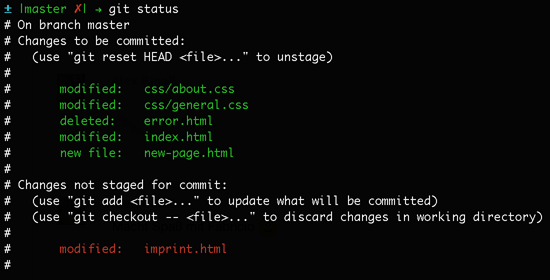 ± |master ✗| → git status
# On branch master
# Changes to be committed:
#   (use "git reset HEAD <file>..." to unstage)
#
#       modified:   css/about.css
#       modified:   css/general.css
#       deleted:    error.html
#       modified:   index.html
#       new file:   new-page.html
#
# Changes not staged for commit:
#   (use "git add <file>..." to update what will be committed)
#   (use "git checkout -- <file>..." to discard changes in working directory)
#
#       modified:   imprint.html
#